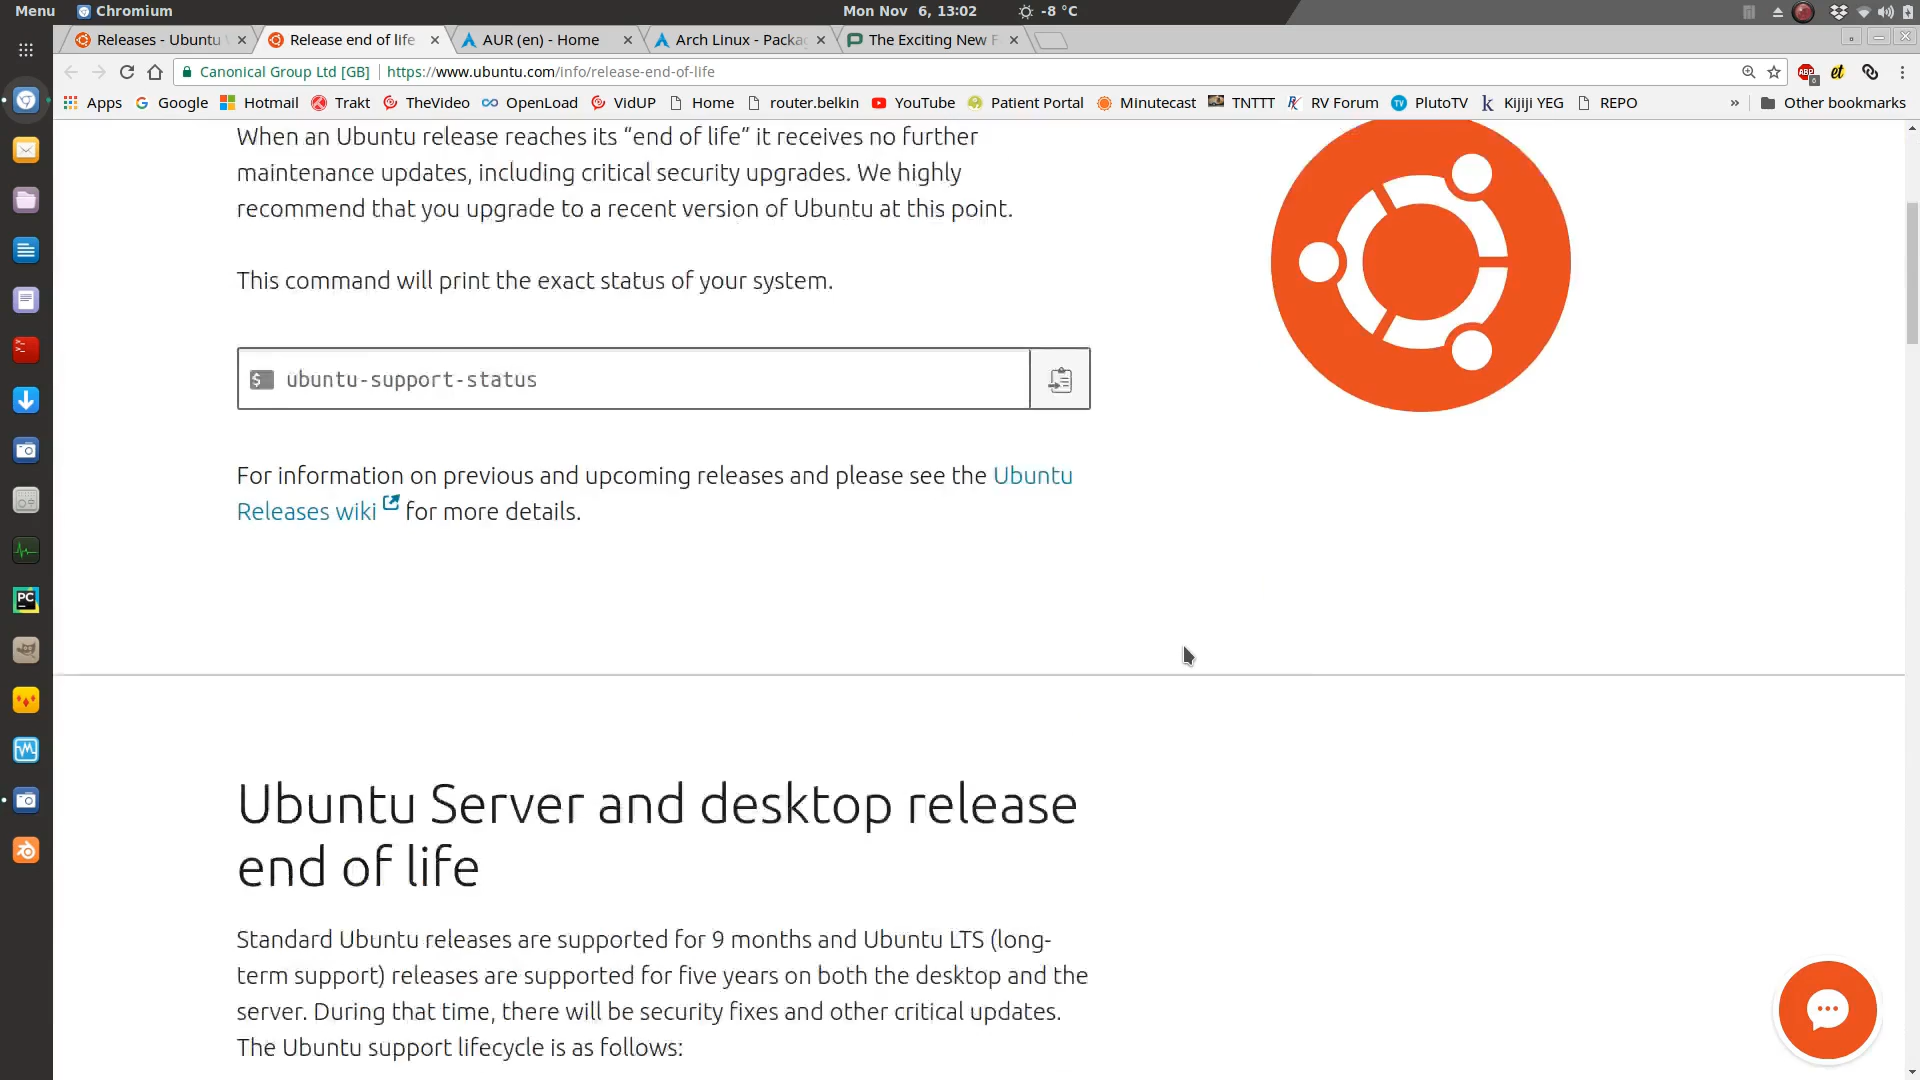 Menu Chromium Mon Nov 6, 13:02 -8 °C
Releases - Ubuntu Release end of life AUR (en) - Home Arch Linux - Packa The Exciting New F
Canonical Group Ltd [GB] https://www.ubuntu.com/info/release-end-of-life
Apps Google Hotmail Trakt TheVideo OpenLoad VidUP Home router.belkin YouTube Patient Portal Minutecast TNTTT RV Forum PlutoTV Kijiji YEG REPO » Other bookmarks
When an Ubuntu release reaches its “end of life” it receives no further
maintenance updates, including critical security upgrades. We highly
recommend that you upgrade to a recent version of Ubuntu at this point.
This command will print the exact status of your system.
ubuntu-support-status
For information on previous and upcoming releases and please see the Ubuntu
Releases wiki for more details.
Ubuntu Server and desktop release
end of life
Standard Ubuntu releases are supported for 9 months and Ubuntu LTS (long-
term support) releases are supported for five years on both the desktop and the
server. During that time, there will be security fixes and other critical updates.
The Ubuntu support lifecycle is as follows: